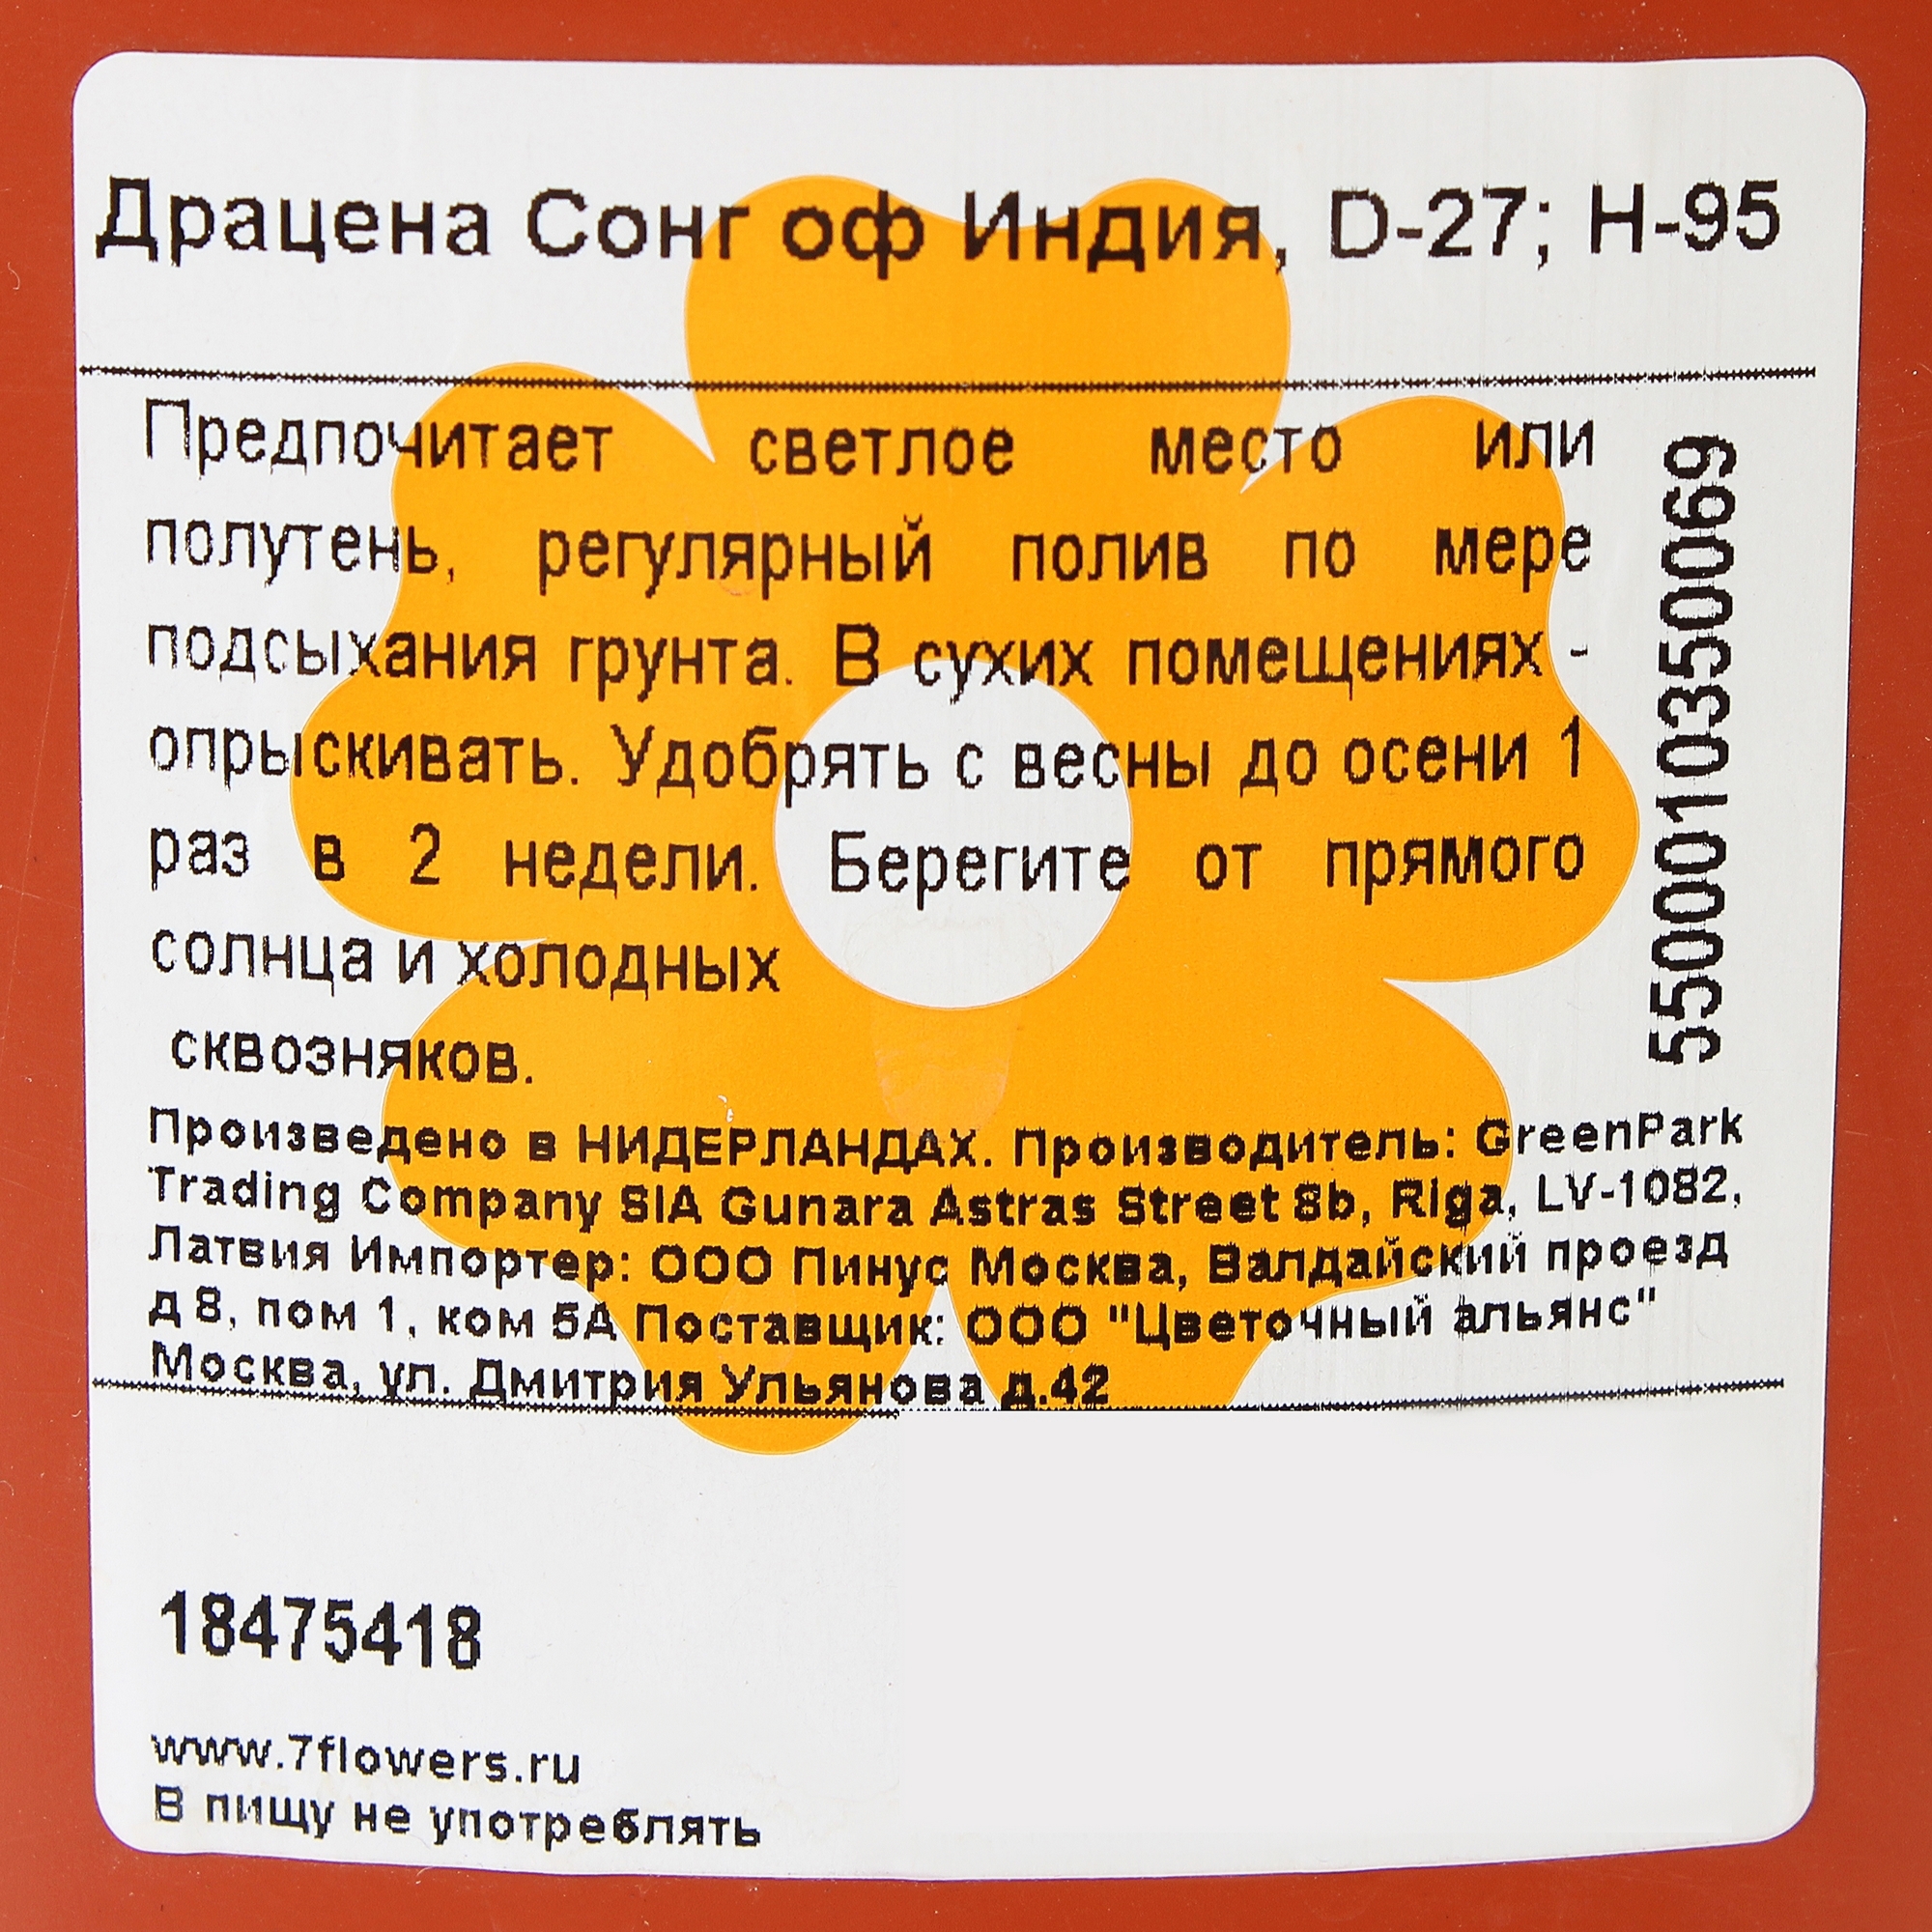 Драцена Сонг оф Индия, D-27; H-95
Предпочитает светлое место или
полутень, регулярный полив по мере
подсыхания грунта. В сухих помещениях -
опрыскивать. Удобрять с весны до осени 1
раз в 2 недели. Берегите от прямого
солнца и холодных
сквозняков.
5500010350069
Произведено в НИДЕРЛАНДАХ. Производитель: GreenPark
Trading Company SIA Gunara Astras Street 8b, Riga, LV-1082,
Латвия Импортер: ООО Пинус Москва, Валдайский проезд
д 8, пом 1, ком 5А Поставщик: ООО "Цветочный альянс"
Москва, ул. Дмитрия Ульянова д.42
18475418
www.7flowers.ru
В пищу не употреблять